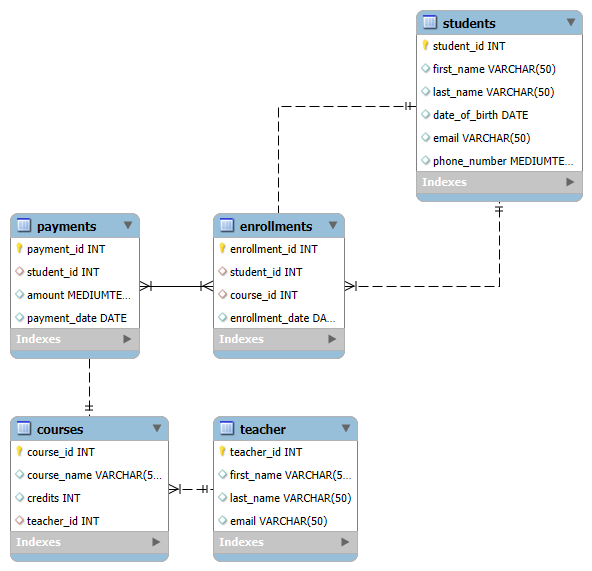 students
student_id INT
first_name VARCHAR(50)
last_name VARCHAR(50)
date_of_birth DATE
email VARCHAR(50)
phone_number MEDIUMTE...
Indexes
payments
payment_id INT
student_id INT
amount MEDIUMTE...
payment_date DATE
Indexes
enrollments
enrollment_id INT
student_id INT
course_id INT
enrollment_date DA...
Indexes
courses
course_id INT
course_name VARCHAR(5...
credits INT
teacher_id INT
Indexes
teacher
teacher_id INT
first_name VARCHAR(5...
last_name VARCHAR(50)
email VARCHAR(50)
Indexes